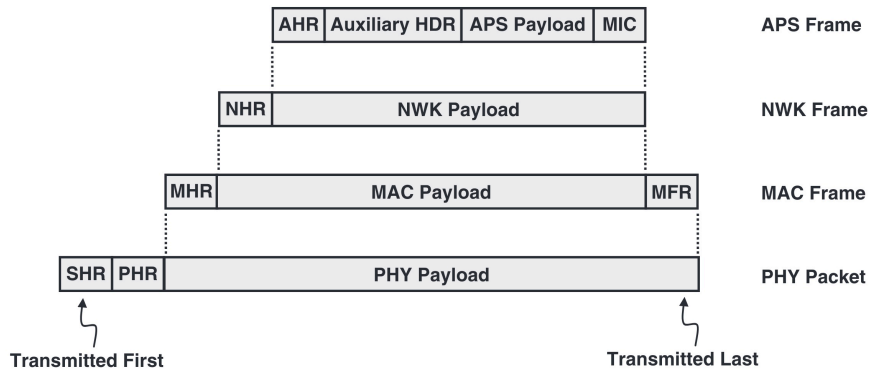 AHR Auxiliary HDR APS Payload MIC APS Frame
NHR NWK Payload NWK Frame
MHR MAC Payload MFR MAC Frame
SHR PHR PHY Payload PHY Packet
Transmitted First Transmitted Last